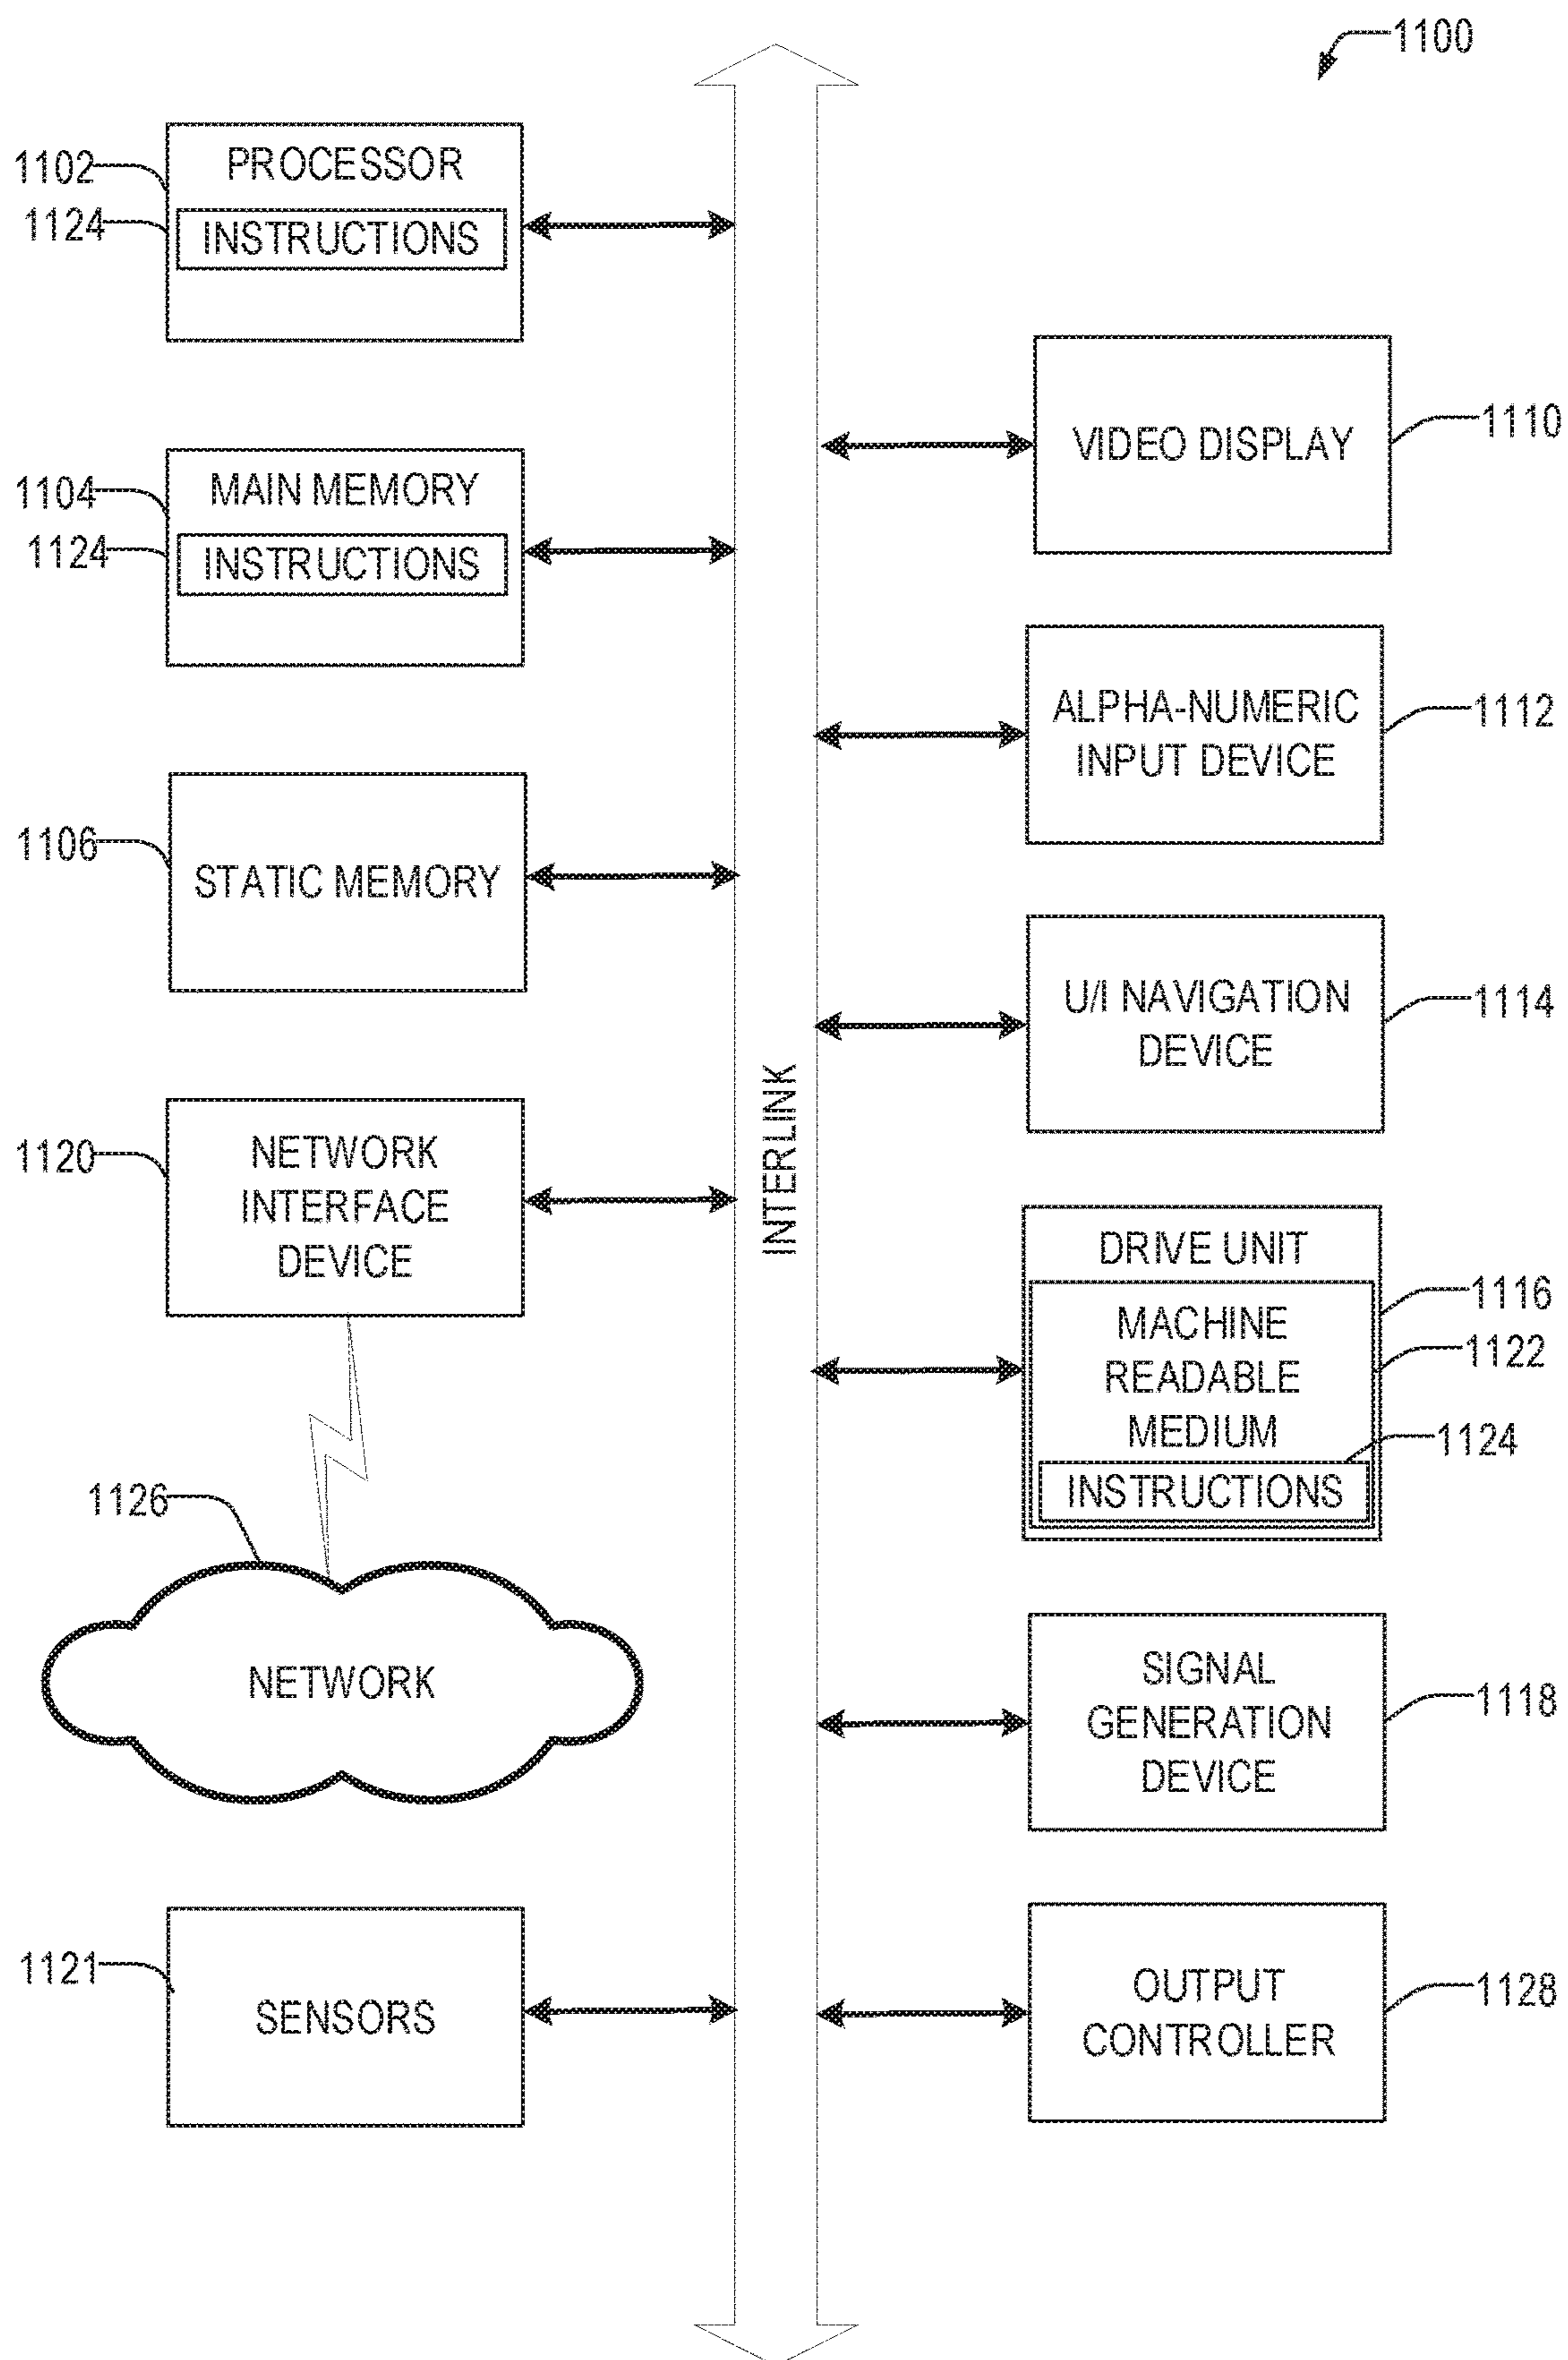 1100
1102
PROCESSOR
1124
INSTRUCTIONS
1104
MAIN MEMORY
1124
INSTRUCTIONS
1106
STATIC MEMORY
1120
NETWORK
INTERFACE
DEVICE
1126
NETWORK
1121
SENSORS
INTERLINK
VIDEO DISPLAY
1110
ALPHA-NUMERIC
INPUT DEVICE
1112
U/I NAVIGATION
DEVICE
1114
DRIVE UNIT
1116
MACHINE
READABLE
MEDIUM
1122
1124
INSTRUCTIONS
SIGNAL
GENERATION
DEVICE
1118
OUTPUT
CONTROLLER
1128